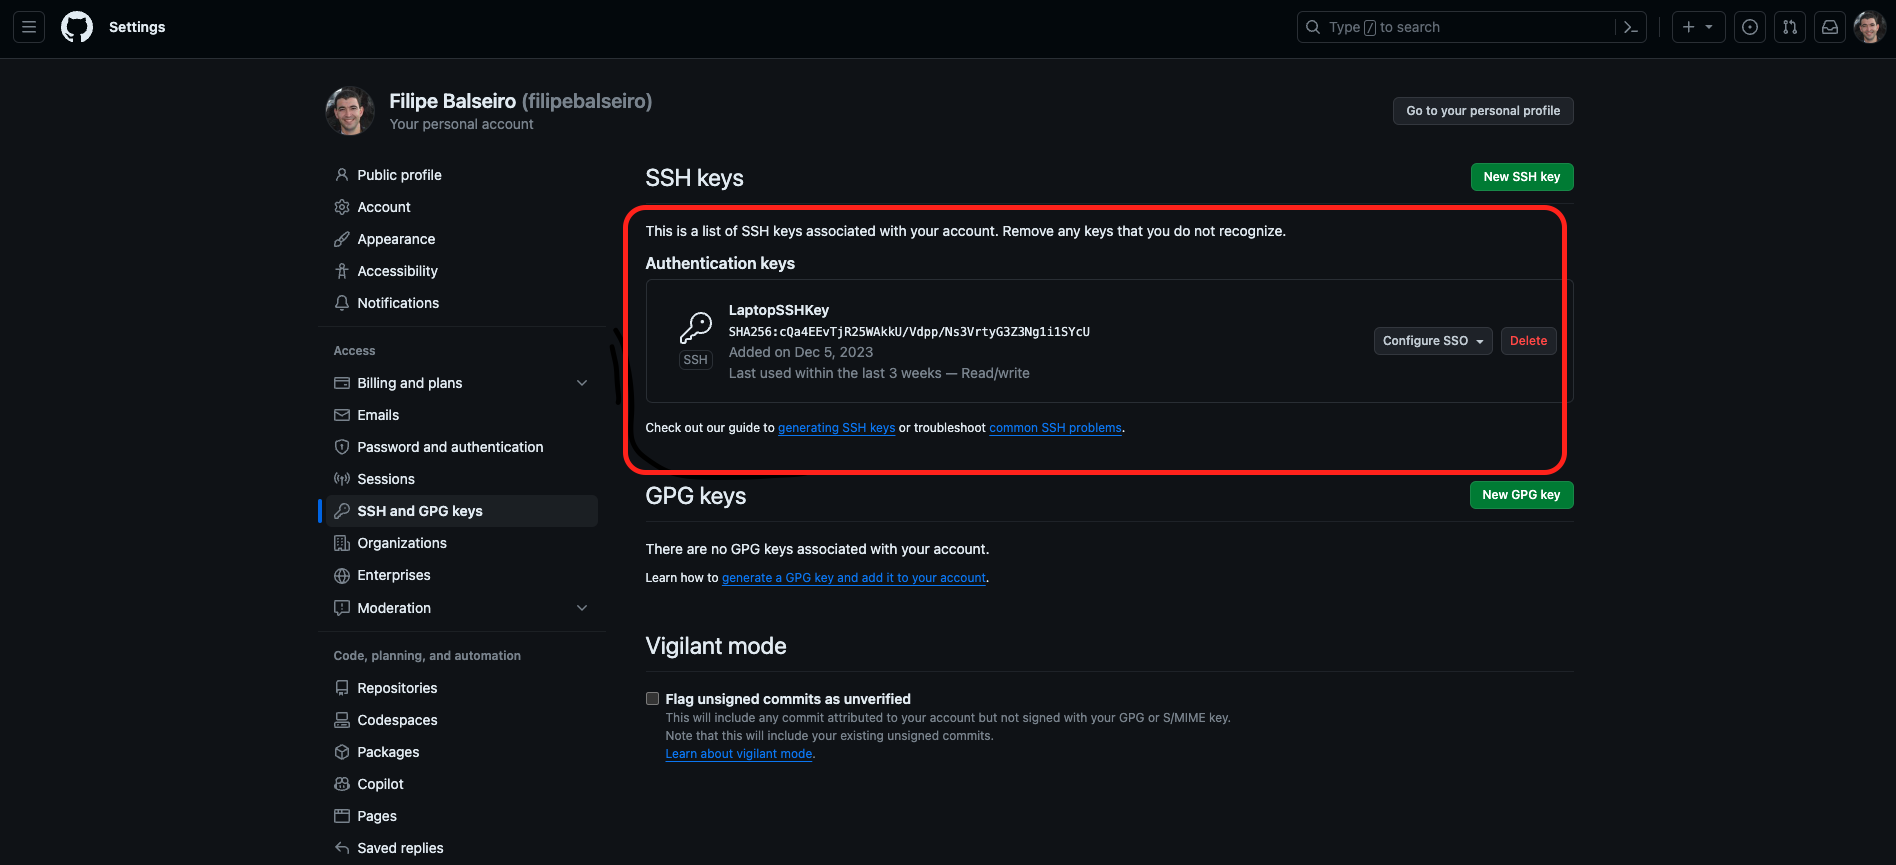 Settings
Type / to search
Filipe Balseiro (filipebalseiro)
Your personal account
Go to your personal profile
Public profile
Account
Appearance
Accessibility
Notifications
Access
Billing and plans
Emails
Password and authentication
Sessions
SSH and GPG keys
Organizations
Enterprises
Moderation
Code, planning, and automation
Repositories
Codespaces
Packages
Copilot
Pages
Saved replies
SSH keys
New SSH key
This is a list of SSH keys associated with your account. Remove any keys that you do not recognize.
Authentication keys
SSH
LaptopSSHKey
SHA256:cQa4EEvTjR25WAkkU/Vdpp/Ns3VrtyG3Z3Ng1i1SYcU
Added on Dec 5, 2023
Last used within the last 3 weeks — Read/write
Configure SSO
Delete
Check out our guide to generating SSH keys or troubleshoot common SSH problems.
GPG keys
New GPG key
There are no GPG keys associated with your account.
Learn how to generate a GPG key and add it to your account.
Vigilant mode
Flag unsigned commits as unverified
This will include any commit attributed to your account but not signed with your GPG or S/MIME key.
Note that this will include your existing unsigned commits.
Learn about vigilant mode.